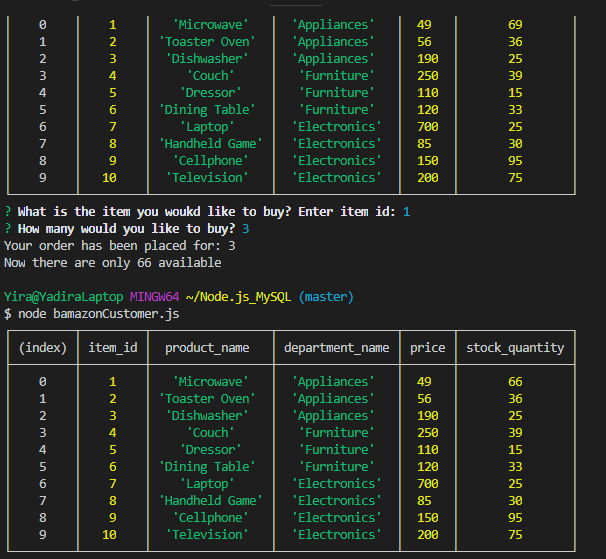 0 1 'Microwave' 'Appliances' 49 69
1 2 'Toaster Oven' 'Appliances' 56 36
2 3 'Dishwasher' 'Appliances' 190 25
3 4 'Couch' 'Furniture' 250 39
4 5 'Dressor' 'Furniture' 110 15
5 6 'Dining Table' 'Furniture' 120 33
6 7 'Laptop' 'Electronics' 700 25
7 8 'Handheld Game' 'Electronics' 85 30
8 9 'Cellphone' 'Electronics' 150 95
9 10 'Television' 'Electronics' 200 75
? What is the item you woukd like to buy? Enter item id: 1
? How many would you like to buy? 3
Your order has been placed for: 3
Now there are only 66 available
Yira@YadiraLaptop MINGW64 ~/Node.js_MySQL (master)
$ node bamazonCustomer.js
(index) item_id product_name department_name price stock_quantity
0 1 'Microwave' 'Appliances' 49 66
1 2 'Toaster Oven' 'Appliances' 56 36
2 3 'Dishwasher' 'Appliances' 190 25
3 4 'Couch' 'Furniture' 250 39
4 5 'Dressor' 'Furniture' 110 15
5 6 'Dining Table' 'Furniture' 120 33
6 7 'Laptop' 'Electronics' 700 25
7 8 'Handheld Game' 'Electronics' 85 30
8 9 'Cellphone' 'Electronics' 150 95
9 10 'Television' 'Electronics' 200 75